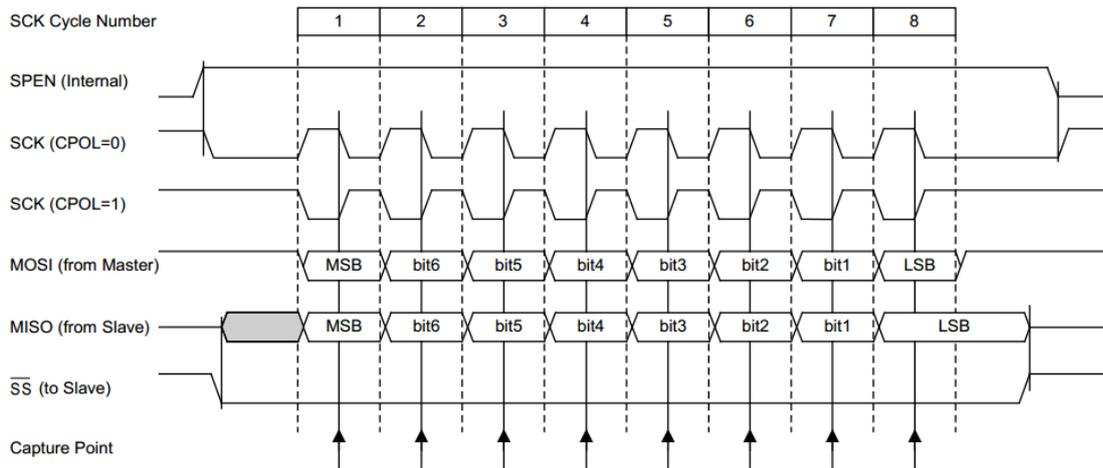 SCK Cycle Number 1 2 3 4 5 6 7 8
SPEN (Internal)
SCK (CPOL=0)
SCK (CPOL=1)
MOSI (from Master) MSB bit6 bit5 bit4 bit3 bit2 bit1 LSB
MISO (from Slave) MSB bit6 bit5 bit4 bit3 bit2 bit1 LSB
S̅S̅ (to Slave)
Capture Point